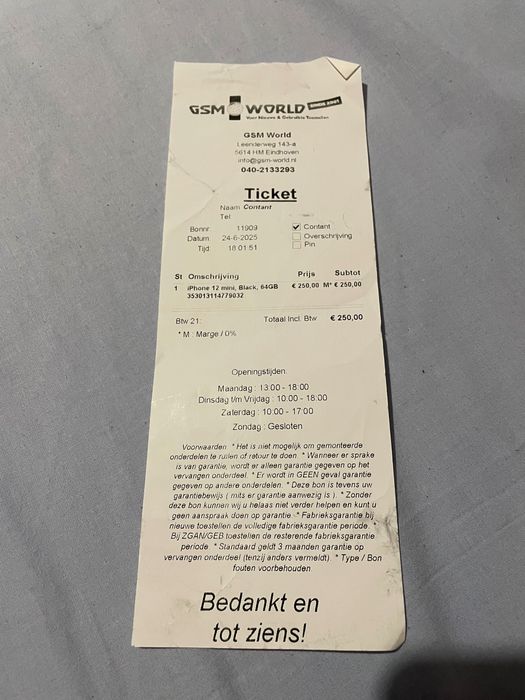 GSM WORLD SINDS 2001
Voor Nieuwe & Gebruikte Toestellen
GSM World
Leenderweg 143-a
5614 HM Eindhoven
info@gsm-world.nl
040-2133293
Ticket
Naam: Contant
Tel:
Bonnr: 11909
Datum: 24-6-2025
Tijd: 18:01:51
Contant
Overschrijving
Pin
St Omschrijving Prijs Subtot
1 iPhone 12 mini, Black, 64GB € 250,00 M* € 250,00
353013114779032
Btw 21: Totaal Incl. Btw € 250,00
* M : Marge / 0%
Openingstijden:
Maandag : 13:00 - 18:00
Dinsdag t/m Vrijdag : 10:00 - 18:00
Zaterdag : 10:00 - 17:00
Zondag : Gesloten
Voorwaarden: * Het is niet mogelijk om gemonteerde
onderdelen te ruilen of retour te doen. * Wanneer er sprake
is van garantie, wordt er alleen garantie gegeven op het
vervangen onderdeel. * Er wordt in GEEN geval garantie
gegeven op andere onderdelen. * Deze bon is tevens uw
garantiebewijs ( mits er garantie aanwezig is ). * Zonder
deze bon kunnen wij u helaas niet verder helpen en kunt u
geen aanspraak doen op garantie. * Fabrieksgarantie bij
nieuwe toestellen de volledige fabrieksgarantie periode. *
Bij ZGAN/GEB toestellen de resterende fabrieksgarantie
periode. * Standaard geldt 3 maanden garantie op
vervangen onderdeel (tenzij anders vermeldt). * Type / Bon
fouten voorbehouden
Bedankt en
tot ziens!